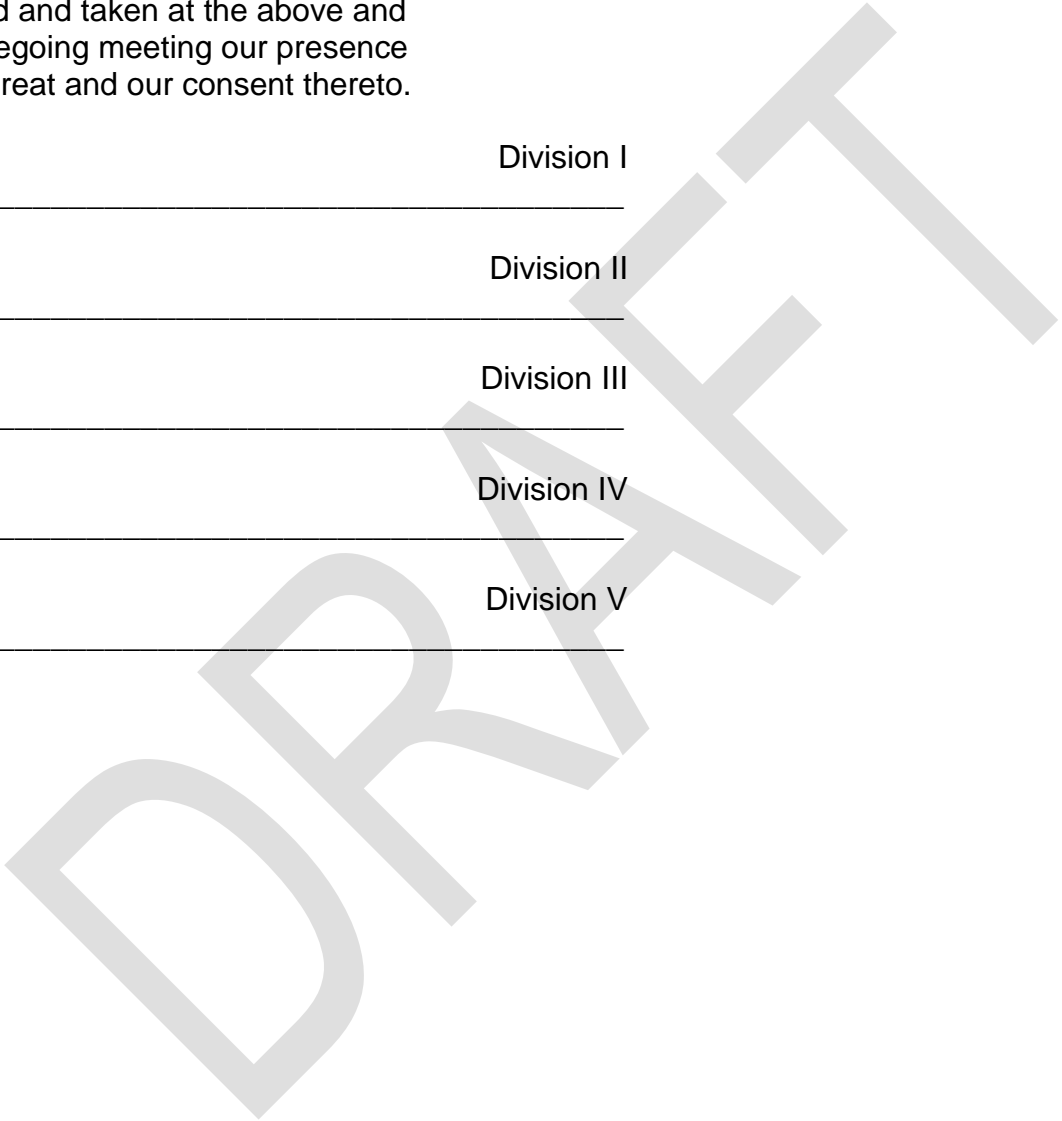 d and taken at the above and
egoing meeting our presence
reat and our consent thereto.
Division I
Division II
Division III
Division IV
Division V
DRAFT